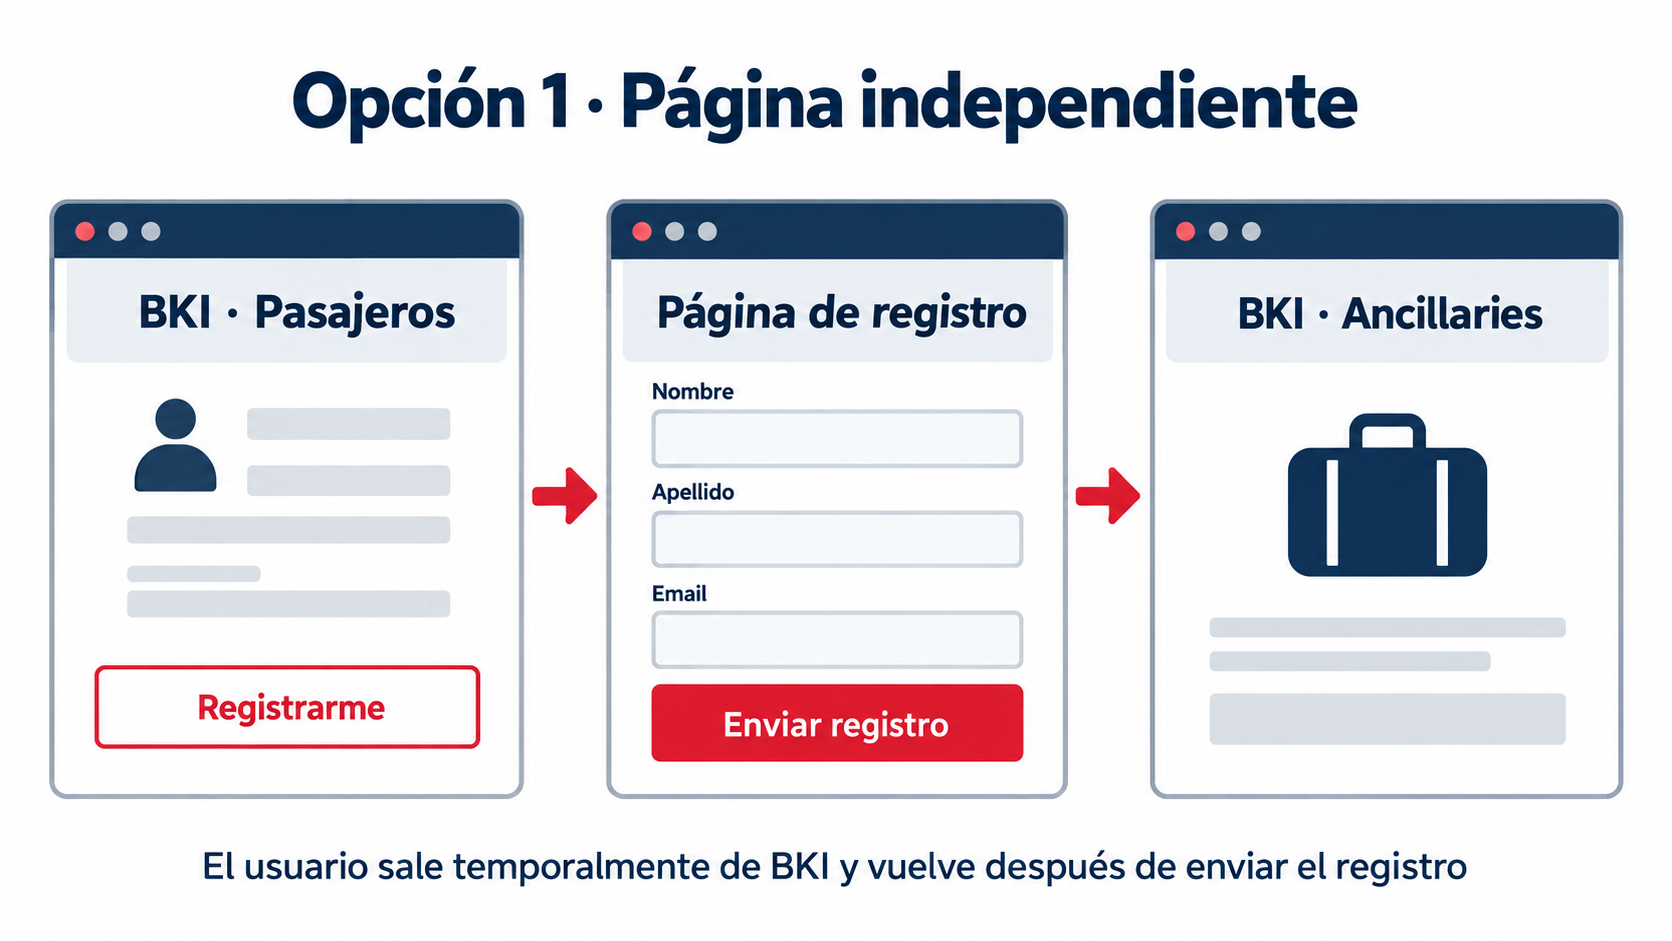 Opción 1 · Página independiente
BKI · Pasajeros
Registrarme
Página de registro
Nombre
Apellido
Email
Enviar registro
BKI · Ancillaries
El usuario sale temporalmente de BKI y vuelve después de enviar el registro